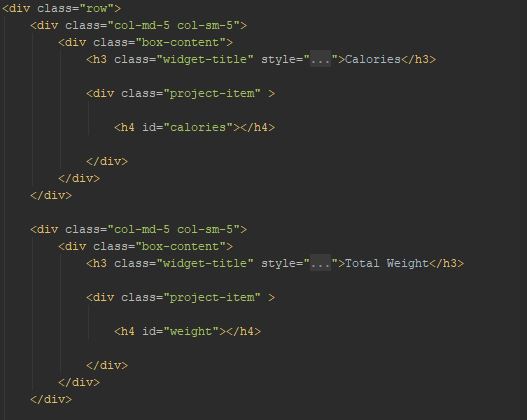 <div class="row">
<div class="col-md-5 col-sm-5">
<div class="box-content">
<h3 class="widget-title" style="...">Calories</h3>
<div class="project-item" >
<h4 id="calories"></h4>
</div>
</div>
</div>
<div class="col-md-5 col-sm-5">
<div class="box-content">
<h3 class="widget-title" style="...">Total Weight</h3>
<div class="project-item" >
<h4 id="weight"></h4>
</div>
</div>
</div>